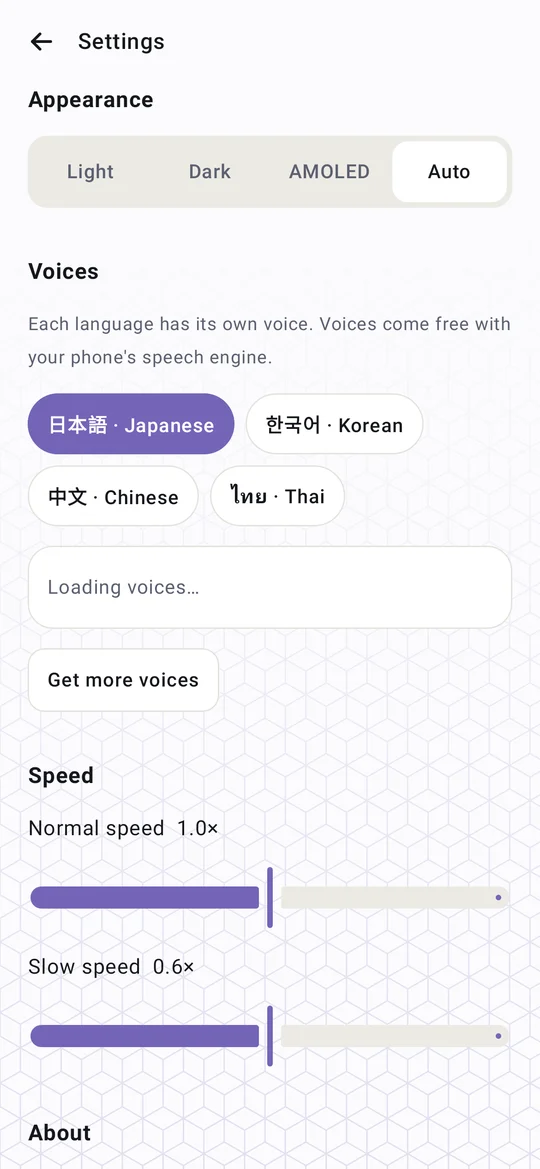 Settings
Appearance
Light Dark AMOLED Auto
Voices
Each language has its own voice. Voices come free with
your phone's speech engine.
日本語 · Japanese 한국어 · Korean
中文 · Chinese ไทย · Thai
Loading voices…
Get more voices
Speed
Normal speed 1.0×
Slow speed 0.6×
About